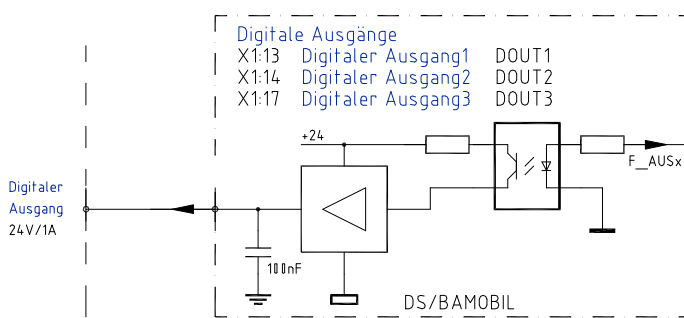 Digitale Ausgänge
X1:13 Digitaler Ausgang1 DOUT1
X1:14 Digitaler Ausgang2 DOUT2
X1:17 Digitaler Ausgang3 DOUT3
+24
F_AUSx
Digitaler
Ausgang
24V/1A
100nF
DS/BAMOBIL